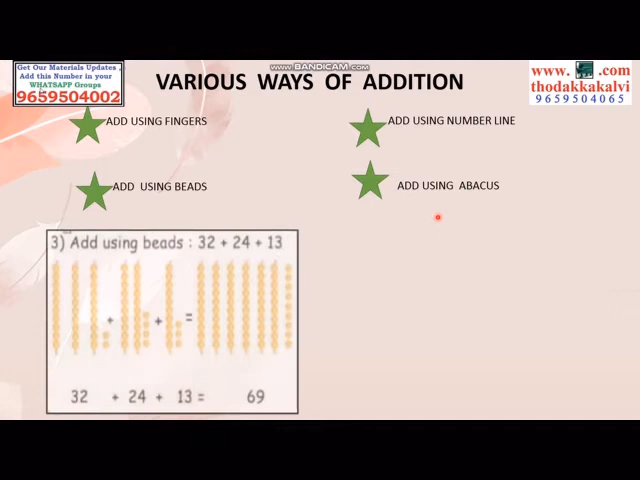 www.BANDICAM.com
Get Our Materials Updates ,
Add this Number in your
WHATSAPP Groups
9659504002
www. .com
thodakkakalvi
9659504065
VARIOUS WAYS OF ADDITION
ADD USING FINGERS
ADD USING NUMBER LINE
ADD USING BEADS
ADD USING ABACUS
3) Add using beads : 32 + 24 + 13
+ + =
32 + 24 + 13 = 69